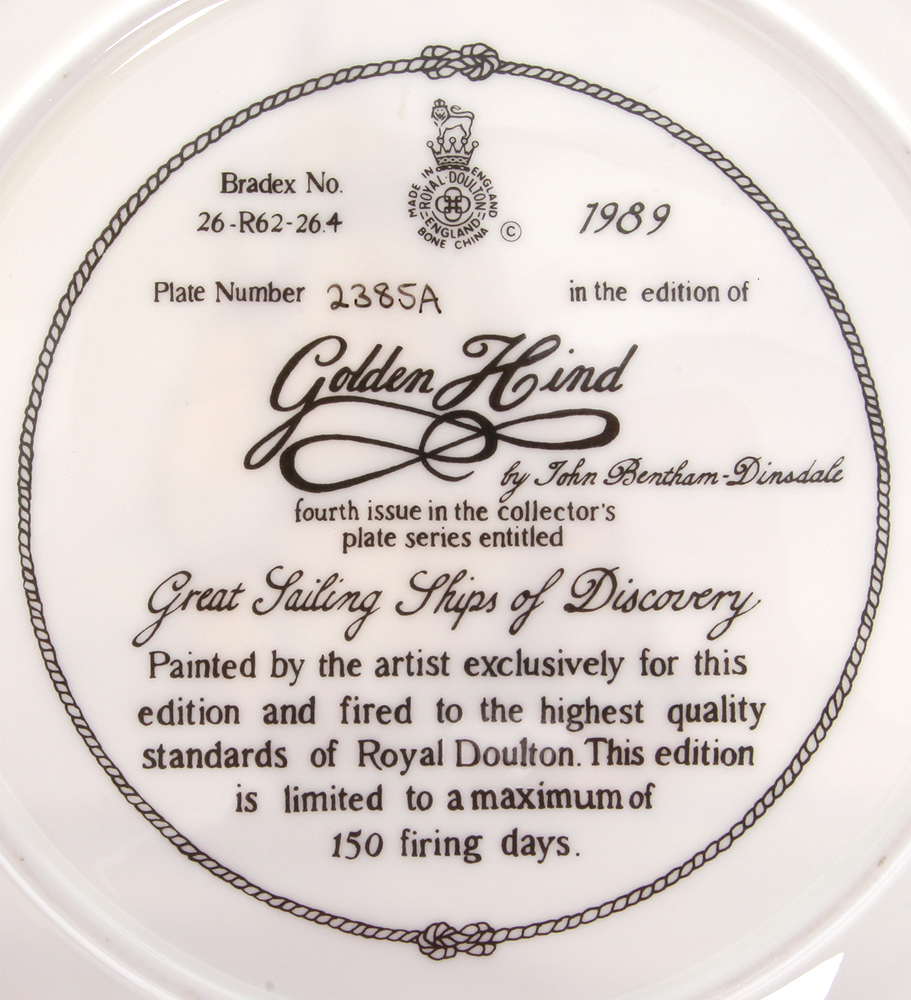 MADE IN ENGLAND
ROYAL·DOULTON
ENGLAND
BONE CHINA
©
Bradex No.
26-R62-26.4
1989
Plate Number 2385A in the edition of
Golden Hind
by John Bentham-Dinsdale
fourth issue in the collector's
plate series entitled
Great Sailing Ships of Discovery
Painted by the artist exclusively for this
edition and fired to the highest quality
standards of Royal Doulton. This edition
is limited to a maximum of
150 firing days.